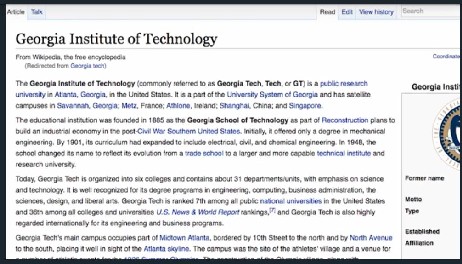 Article Talk Read Edit View history Search
Georgia Institute of Technology
From Wikipedia, the free encyclopedia
Coordinate
(Redirected from Georgia tech)
The Georgia Institute of Technology (commonly referred to as Georgia Tech, Tech, or GT) is a public research
university in Atlanta, Georgia, in the United States. It is a part of the University System of Georgia and has satellite
campuses in Savannah, Georgia; Metz, France; Athlone, Ireland; Shanghai, China; and Singapore.
Georgia Insti
The educational institution was founded in 1885 as the Georgia School of Technology as part of Reconstruction plans to
build an industrial economy in the post-Civil War Southern United States. Initially, it offered only a degree in mechanical
engineering. By 1901, its curriculum had expanded to include electrical, civil, and chemical engineering. In 1948, the
school changed its name to reflect its evolution from a trade school to a larger and more capable technical institute and
research university.
Today, Georgia Tech is organized into six colleges and contains about 31 departments/units, with emphasis on science
and technology. It is well recognized for its degree programs in engineering, computing, business administration, the
sciences, design, and liberal arts. Georgia Tech is ranked 7th among all public national universities in the United States
and 36th among all colleges and universities U.S. News & World Report rankings,[7] and Georgia Tech is also highly
regarded internationally for its engineering and business programs.
Former name
Motto
Type
Established
Affiliation
Georgia Tech's main campus occupies part of Midtown Atlanta, bordered by 10th Street to the north and by North Avenue
to the south, placing it well in sight of the Atlanta skyline. The campus was the site of the athletes' village and a venue for